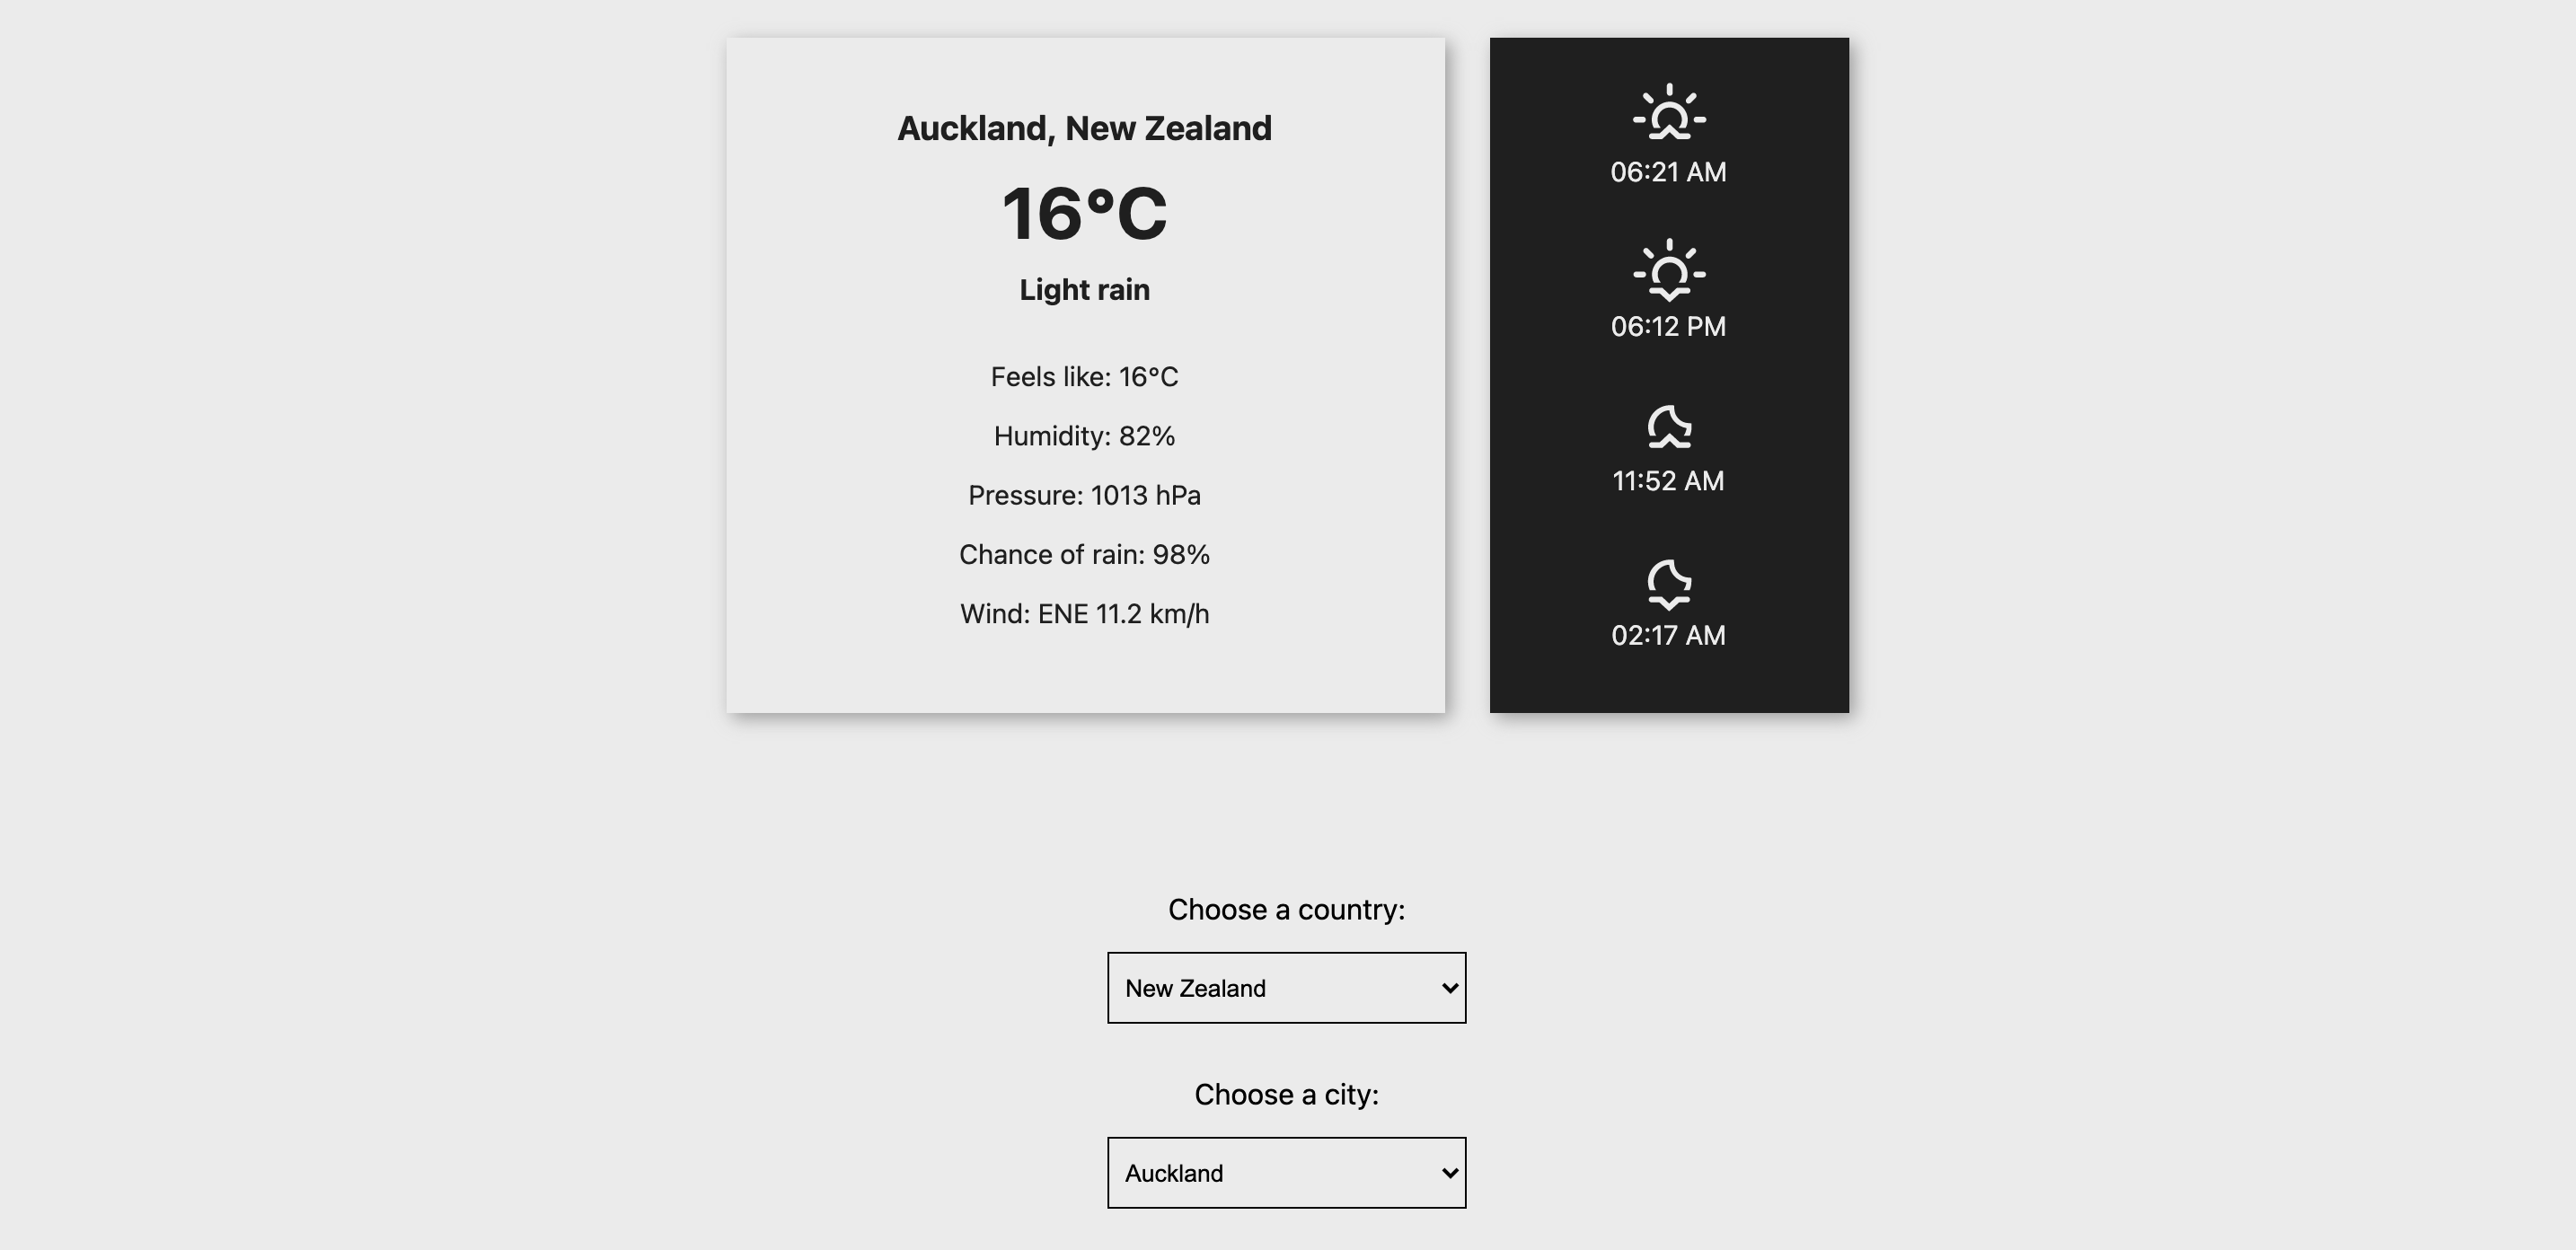 Auckland, New Zealand
16°C
Light rain
Feels like: 16°C
Humidity: 82%
Pressure: 1013 hPa
Chance of rain: 98%
Wind: ENE 11.2 km/h
06:21 AM
06:12 PM
11:52 AM
02:17 AM
Choose a country:
New Zealand
Choose a city:
Auckland